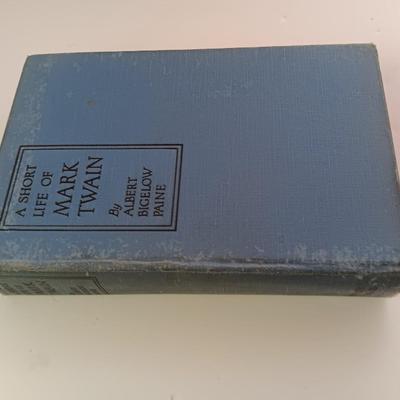 A SHORT
LIFE OF
MARK
TWAIN
By
ALBERT
BIGELOW
PAINE